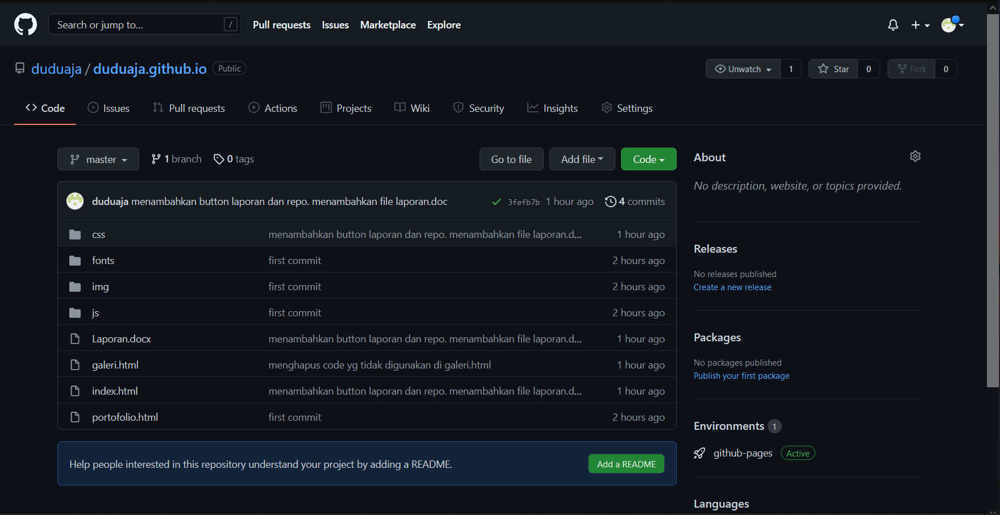 Search or jump to... /
Pull requests Issues Marketplace Explore
duduaja / duduaja.github.io Public
Unwatch 1 Star 0 Fork 0
Code Issues Pull requests Actions Projects Wiki Security Insights Settings
master 1 branch 0 tags Go to file Add file Code
duduaja menambahkan button laporan dan repo. menambahkan file laporan.doc 3fefb7b 1 hour ago 4 commits
css menambahkan button laporan dan repo. menambahkan file laporan.d... 1 hour ago
fonts first commit 2 hours ago
img first commit 2 hours ago
js first commit 2 hours ago
Laporan.docx menambahkan button laporan dan repo. menambahkan file laporan.d... 1 hour ago
galeri.html menghapus code yg tidak digunakan di galeri.html 1 hour ago
index.html menambahkan button laporan dan repo. menambahkan file laporan.d... 1 hour ago
portofolio.html first commit 2 hours ago
Help people interested in this repository understand your project by adding a README. Add a README
About
No description, website, or topics provided.
Releases
No releases published
Create a new release
Packages
No packages published
Publish your first package
Environments 1
github-pages Active
Languages